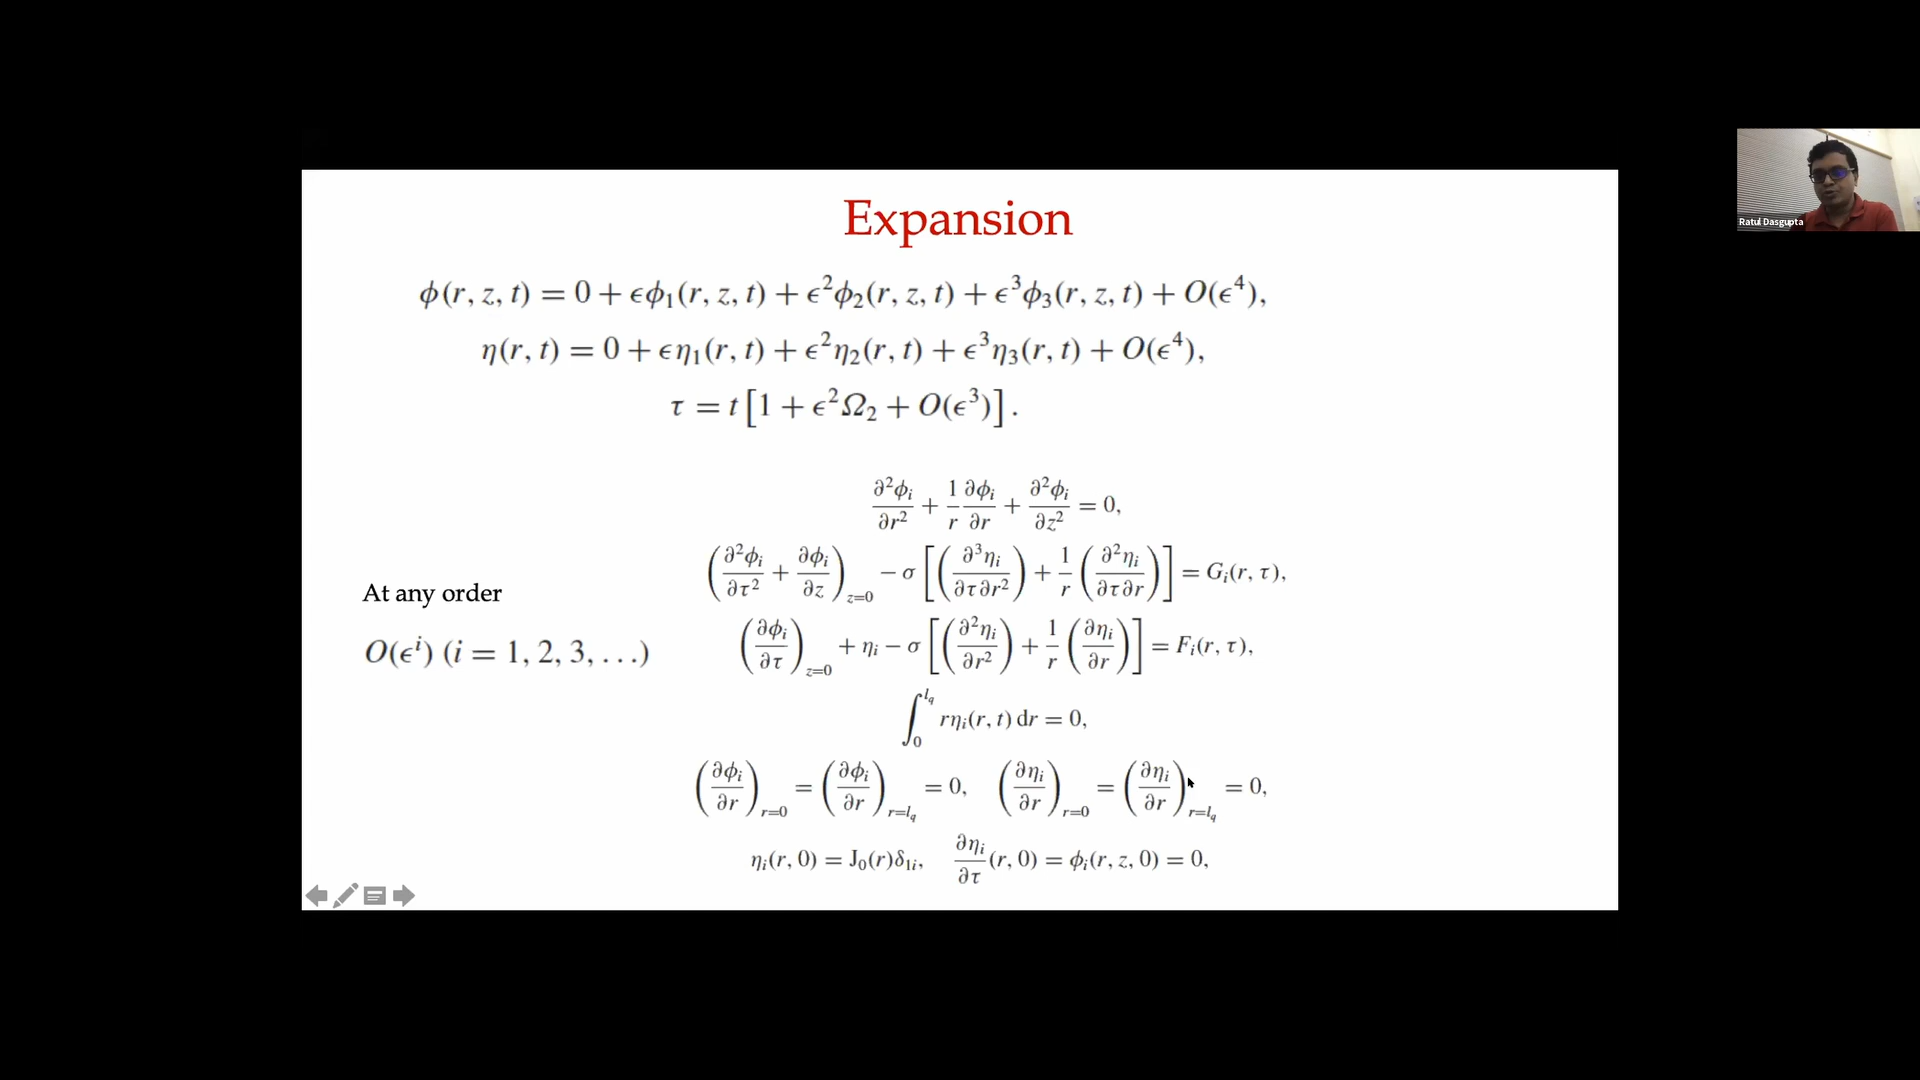 Expansion
ϕ(r, z, t) = 0 + ϵϕ₁(r, z, t) + ϵ²ϕ₂(r, z, t) + ϵ³ϕ₃(r, z, t) + O(ϵ⁴),
η(r, t) = 0 + ϵη₁(r, t) + ϵ²η₂(r, t) + ϵ³η₃(r, t) + O(ϵ⁴),
τ = t[1 + ϵ²Ω₂ + O(ϵ³)].
∂²ϕᵢ/∂r² + (1/r) ∂ϕᵢ/∂r + ∂²ϕᵢ/∂z² = 0,
(∂²ϕᵢ/∂τ² + ∂ϕᵢ/∂z)_{z=0} − σ[(∂³ηᵢ/∂τ∂r²) + (1/r)(∂²ηᵢ/∂τ∂r)] = Gᵢ(r, τ),
At any order
O(ϵⁱ) (i = 1, 2, 3, . . .)
(∂ϕᵢ/∂τ)_{z=0} + ηᵢ − σ[(∂²ηᵢ/∂r²) + (1/r)(∂ηᵢ/∂r)] = Fᵢ(r, τ),
∫₀^{l_q} rηᵢ(r, t) dr = 0,
(∂ϕᵢ/∂r)_{r=0} = (∂ϕᵢ/∂r)_{r=l_q} = 0, (∂ηᵢ/∂r)_{r=0} = (∂ηᵢ/∂r)_{r=l_q} = 0,
ηᵢ(r, 0) = J₀(r)δ₁ᵢ, ∂ηᵢ/∂τ (r, 0) = ϕᵢ(r, z, 0) = 0,
Ratul Dasgupta